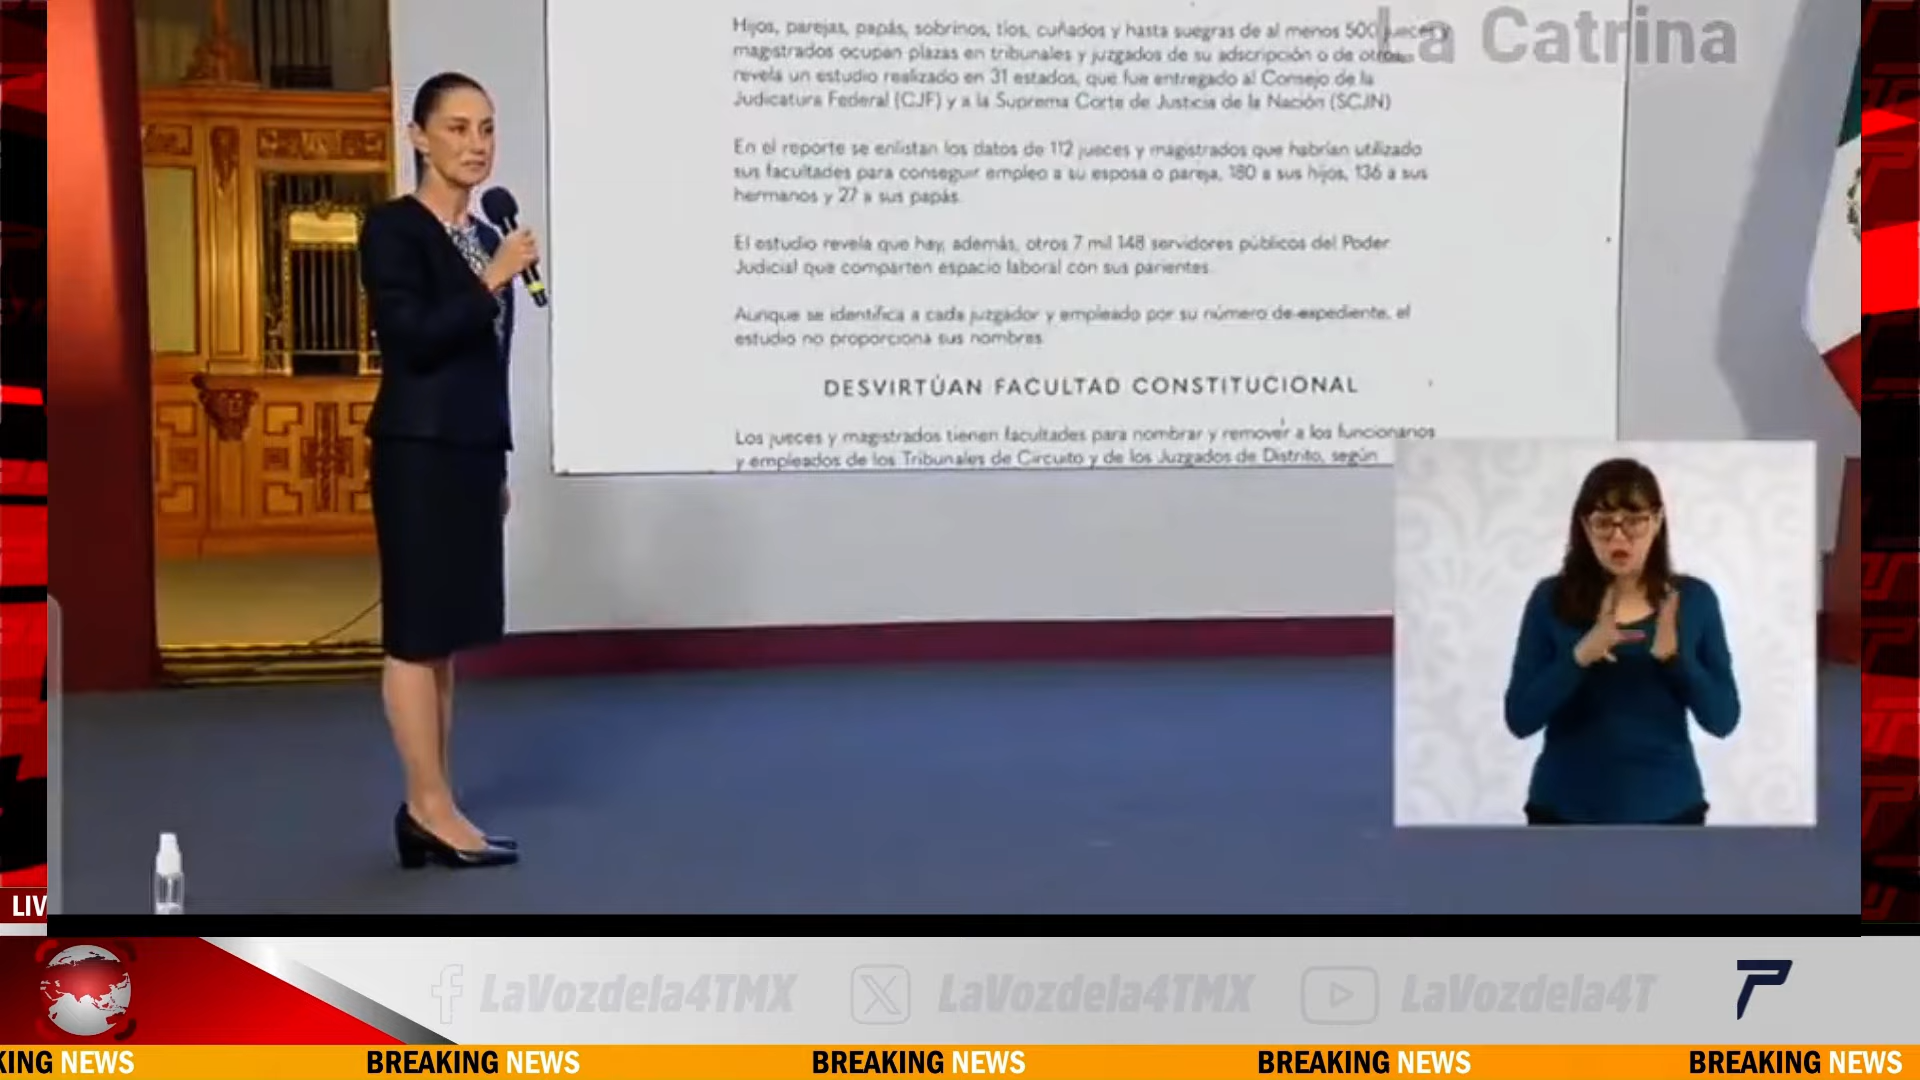 La Catrina
Hijos, parejas, papás, sobrinos, tíos, cuñados y hasta suegras de al menos 500 jueces y
magistrados ocupan plazas en tribunales y juzgados de su adscripción o de otros,
revela un estudio realizado en 31 estados, que fue entregado al Consejo de la
Judicatura Federal (CJF) y a la Suprema Corte de Justicia de la Nación (SCJN)
En el reporte se enlistan los datos de 112 jueces y magistrados que habrían utilizado
sus facultades para conseguir empleo a su esposa o pareja, 180 a sus hijos, 136 a sus
hermanos y 27 a sus papás.
El estudio revela que hay, además, otros 7 mil 148 servidores públicos del Poder
Judicial que comparten espacio laboral con sus parientes.
Aunque se identifica a cada juzgador y empleado por su número de expediente, el
estudio no proporciona sus nombres.
DESVIRTÚAN FACULTAD CONSTITUCIONAL
Los jueces y magistrados tienen facultades para nombrar y remover a los funcionarios
y empleados de los Tribunales de Circuito y de los Juzgados de Distrito, según
LIV
LaVozdela4TMX LaVozdela4TMX LaVozdela4T
KING NEWS BREAKING NEWS BREAKING NEWS BREAKING NEWS BREAKING NEWS